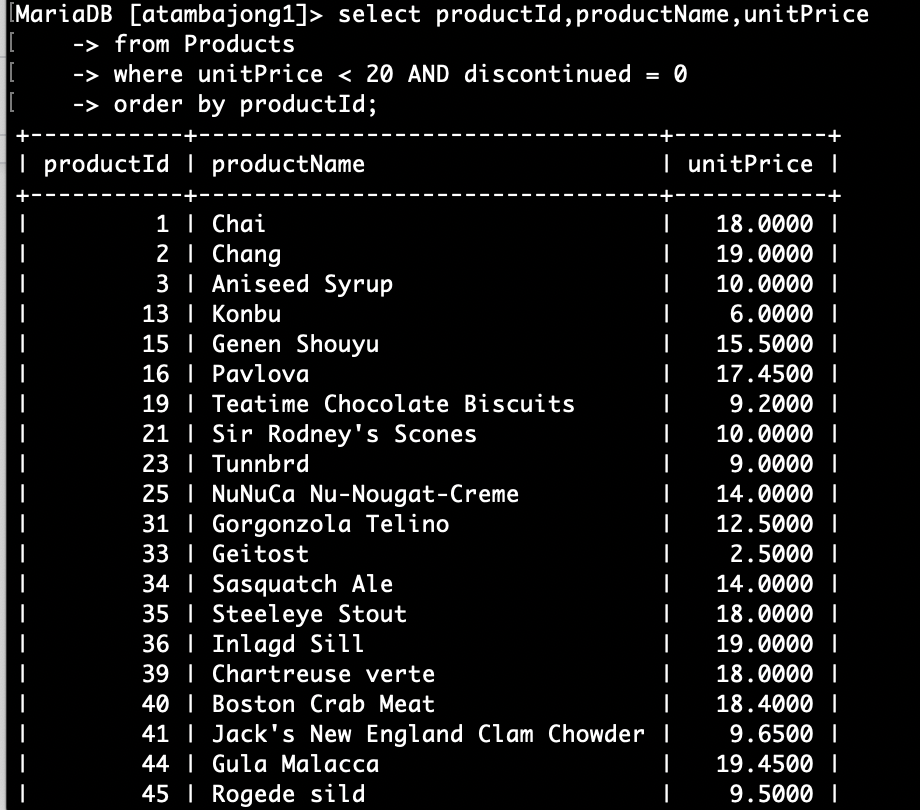 MariaDB [atambajong1]> select productId,productName,unitPrice
    -> from Products
    -> where unitPrice < 20 AND discontinued = 0
    -> order by productId;
+-----------+---------------------------------+-----------+
| productId | productName                     | unitPrice |
+-----------+---------------------------------+-----------+
|         1 | Chai                            |   18.0000 |
|         2 | Chang                           |   19.0000 |
|         3 | Aniseed Syrup                   |   10.0000 |
|        13 | Konbu                           |    6.0000 |
|        15 | Genen Shouyu                    |   15.5000 |
|        16 | Pavlova                         |   17.4500 |
|        19 | Teatime Chocolate Biscuits      |    9.2000 |
|        21 | Sir Rodney's Scones             |   10.0000 |
|        23 | Tunnbrd                         |    9.0000 |
|        25 | NuNuCa Nu-Nougat-Creme          |   14.0000 |
|        31 | Gorgonzola Telino               |   12.5000 |
|        33 | Geitost                         |    2.5000 |
|        34 | Sasquatch Ale                   |   14.0000 |
|        35 | Steeleye Stout                  |   18.0000 |
|        36 | Inlagd Sill                     |   19.0000 |
|        39 | Chartreuse verte                |   18.0000 |
|        40 | Boston Crab Meat                |   18.4000 |
|        41 | Jack's New England Clam Chowder |    9.6500 |
|        44 | Gula Malacca                    |   19.4500 |
|        45 | Rogede sild                     |    9.5000 |